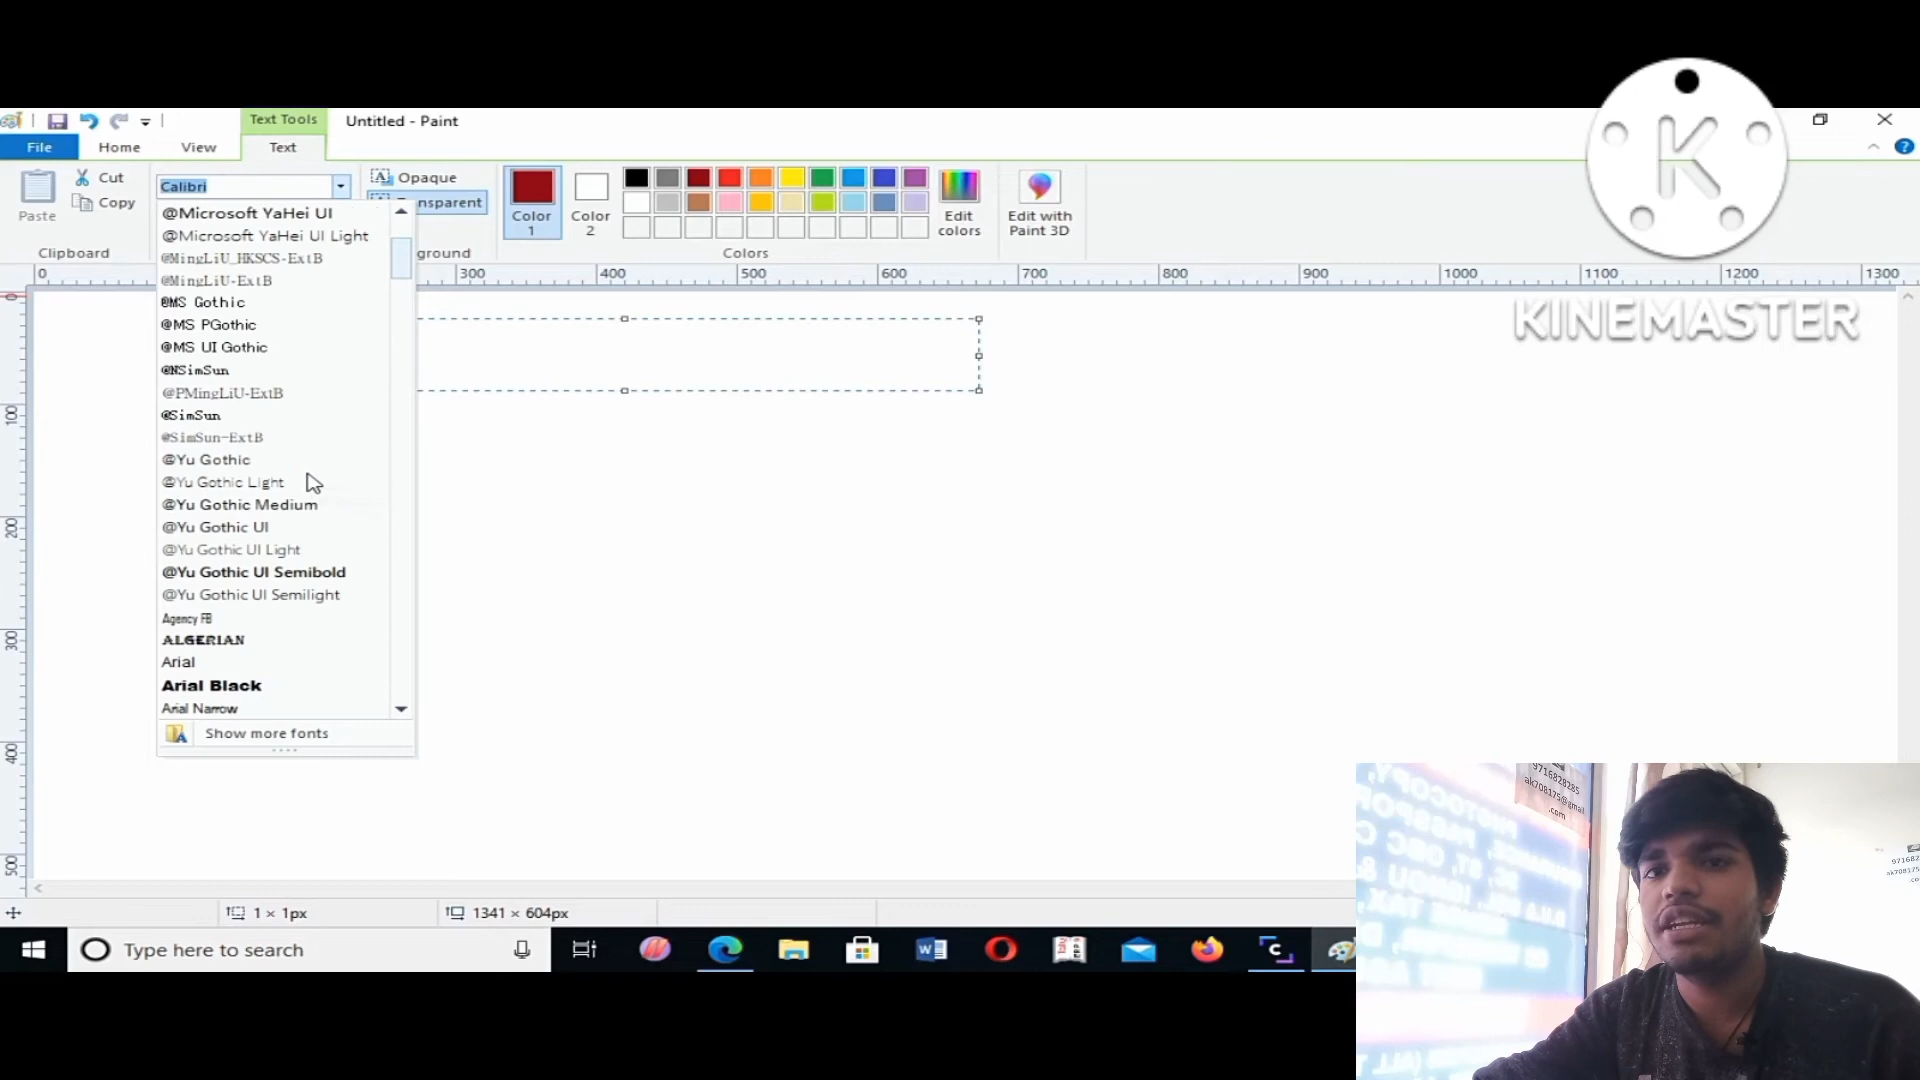 Text Tools
Untitled - Paint
File
Home
View
Text
Paste
Cut
Copy
Clipboard
Calibri
Opaque
nsparent
ground
Color 1
Color 2
Edit colors
Edit with Paint 3D
Colors
K
KINEMASTER
0 300 400 500 600 700 800 900 1000 1100 1200 1300
@Microsoft YaHei UI
@Microsoft YaHei UI Light
@MingLiU_HKSCS-ExtB
@MingLiU-ExtB
@MS Gothic
@MS PGothic
@MS UI Gothic
@NSimSun
@PMingLiU-ExtB
@SimSun
@SimSun-ExtB
@Yu Gothic
@Yu Gothic Light
@Yu Gothic Medium
@Yu Gothic UI
@Yu Gothic UI Light
@Yu Gothic UI Semibold
@Yu Gothic UI Semilight
Agency FB
ALGERIAN
Arial
Arial Black
Arial Narrow
Show more fonts
100
200
300
400
500
1 × 1px
1341 × 604px
Type here to search
9716828285
ak708175@gmail
.com